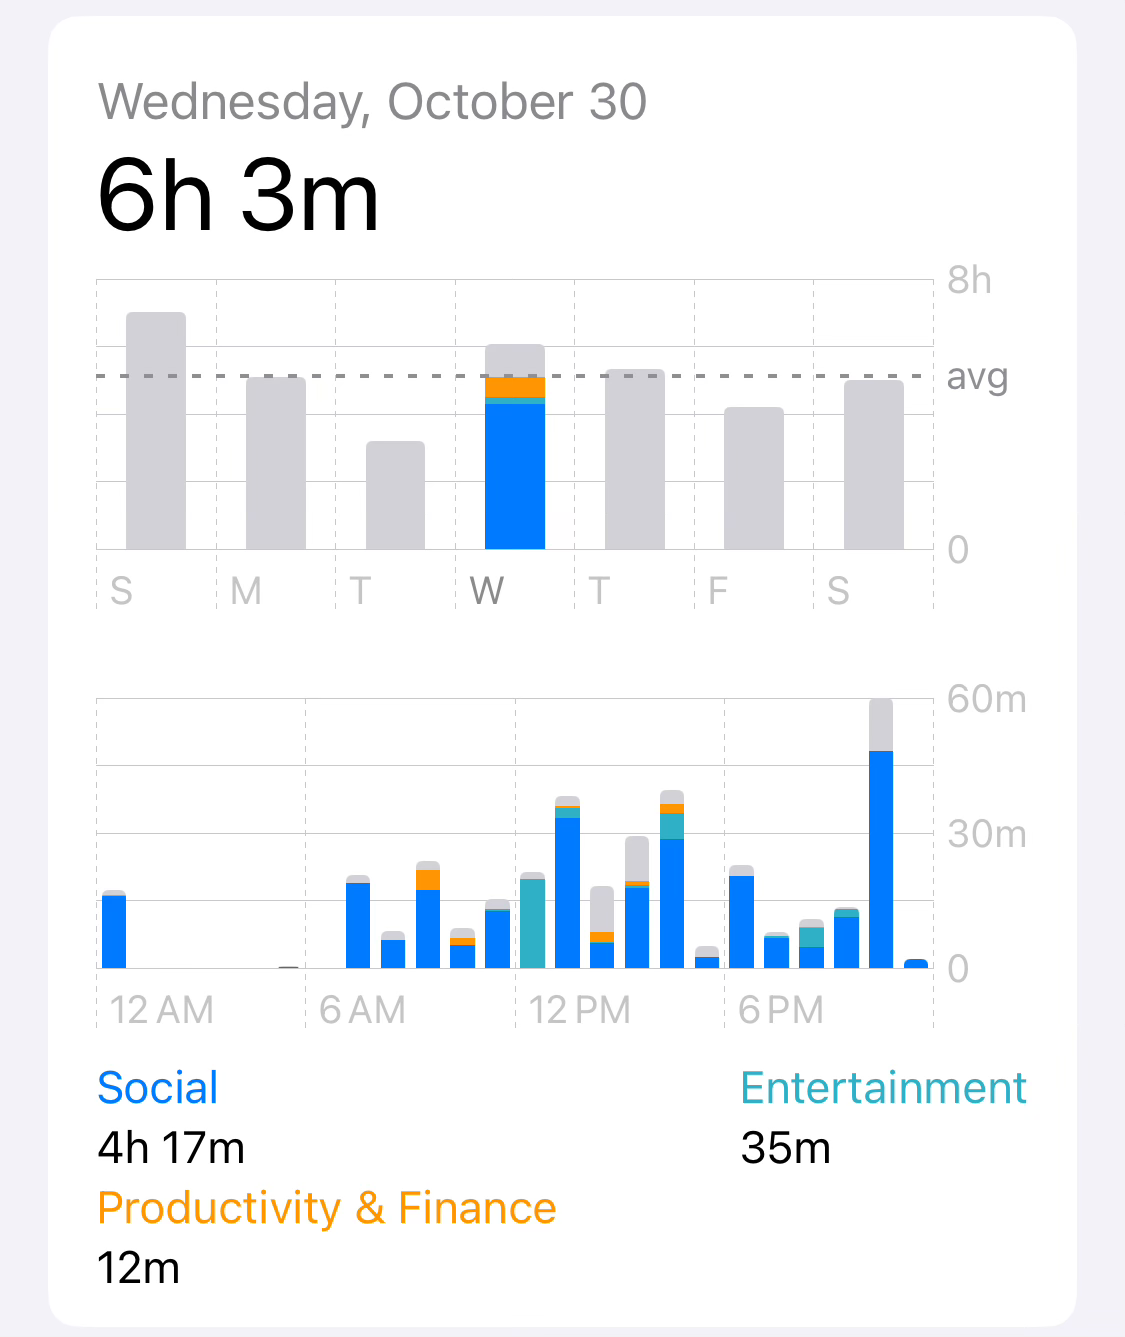 Wednesday, October 30
6h 3m
8h
avg
0
S M T W T F S
60m
30m
0
12 AM 6 AM 12 PM 6 PM
Social Entertainment
4h 17m 35m
Productivity & Finance
12m